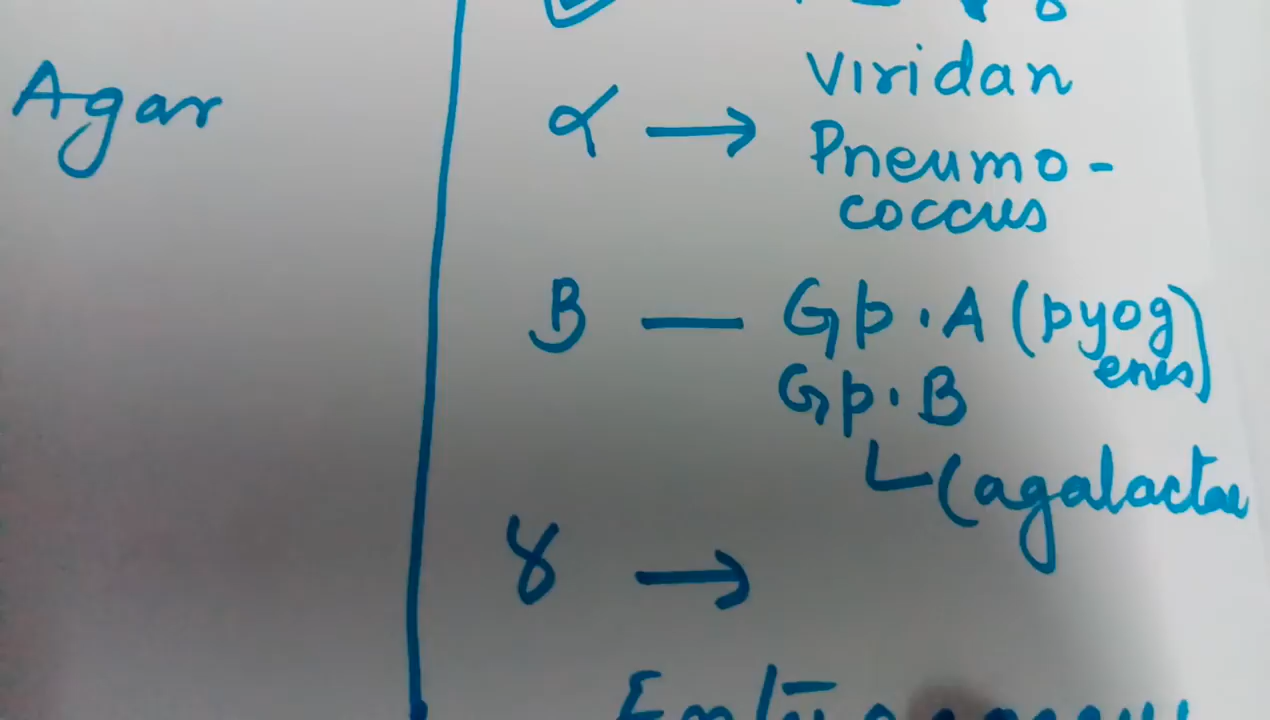 Agar
α → Viridan
Pneumo-
coccus
B — Gp. A (pyog
enes)
Gp. B
(agalactae
γ →